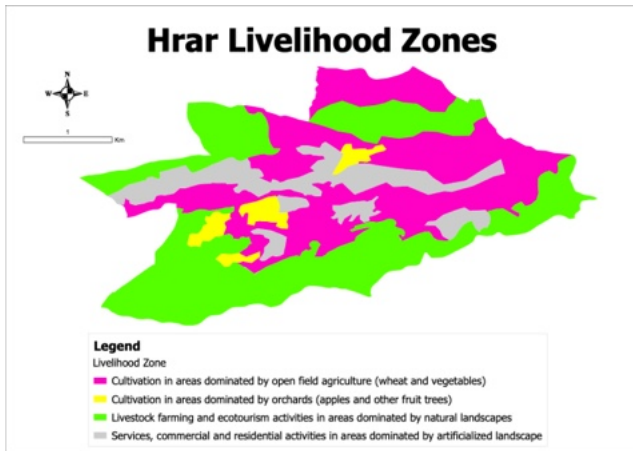 Hrar Livelihood Zones
N
W E
S
1
Km
Legend
Livelihood Zone
Cultivation in areas dominated by open field agriculture (wheat and vegetables)
Cultivation in areas dominated by orchards (apples and other fruit trees)
Livestock farming and ecotourism activities in areas dominated by natural landscapes
Services, commercial and residential activities in areas dominated by artificialized landscape